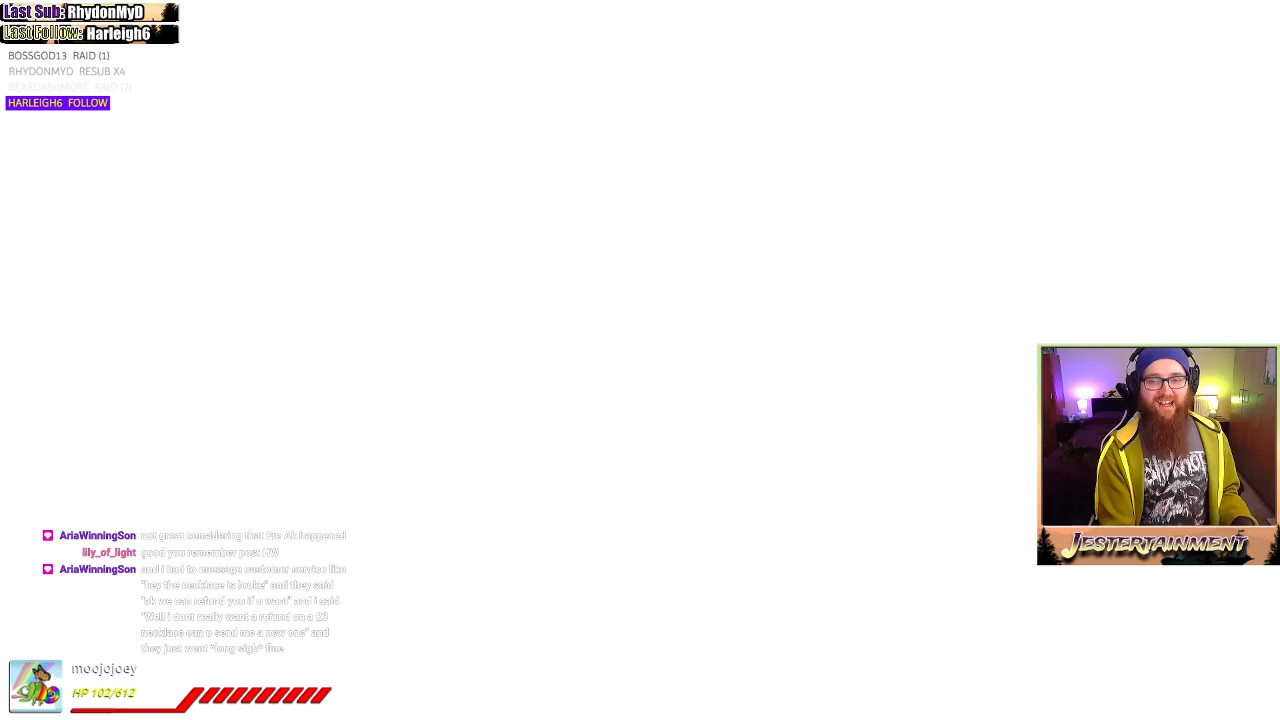 Last Sub: RhydonMyD
Last Follow: Harleigh6
BOSSGOD13 RAID (1)
RHYDONMYD RESUB X4
BEARDASHMORE RAID (7)
HARLEIGH6 FOLLOW
AriaWinningSon not great considering that Fre Ak happened
lily_of_light good you remember post HW
AriaWinningSon and i had to message customer service like
"hey the necklace is broke" and they said
"ok we can refund you if u want" and i said
"Well i dont really want a refund on a £3
necklace can u send me a new one" and
they just went *long sigh* fine
JESTERTAINMENT
moojojoey
HP 102/612